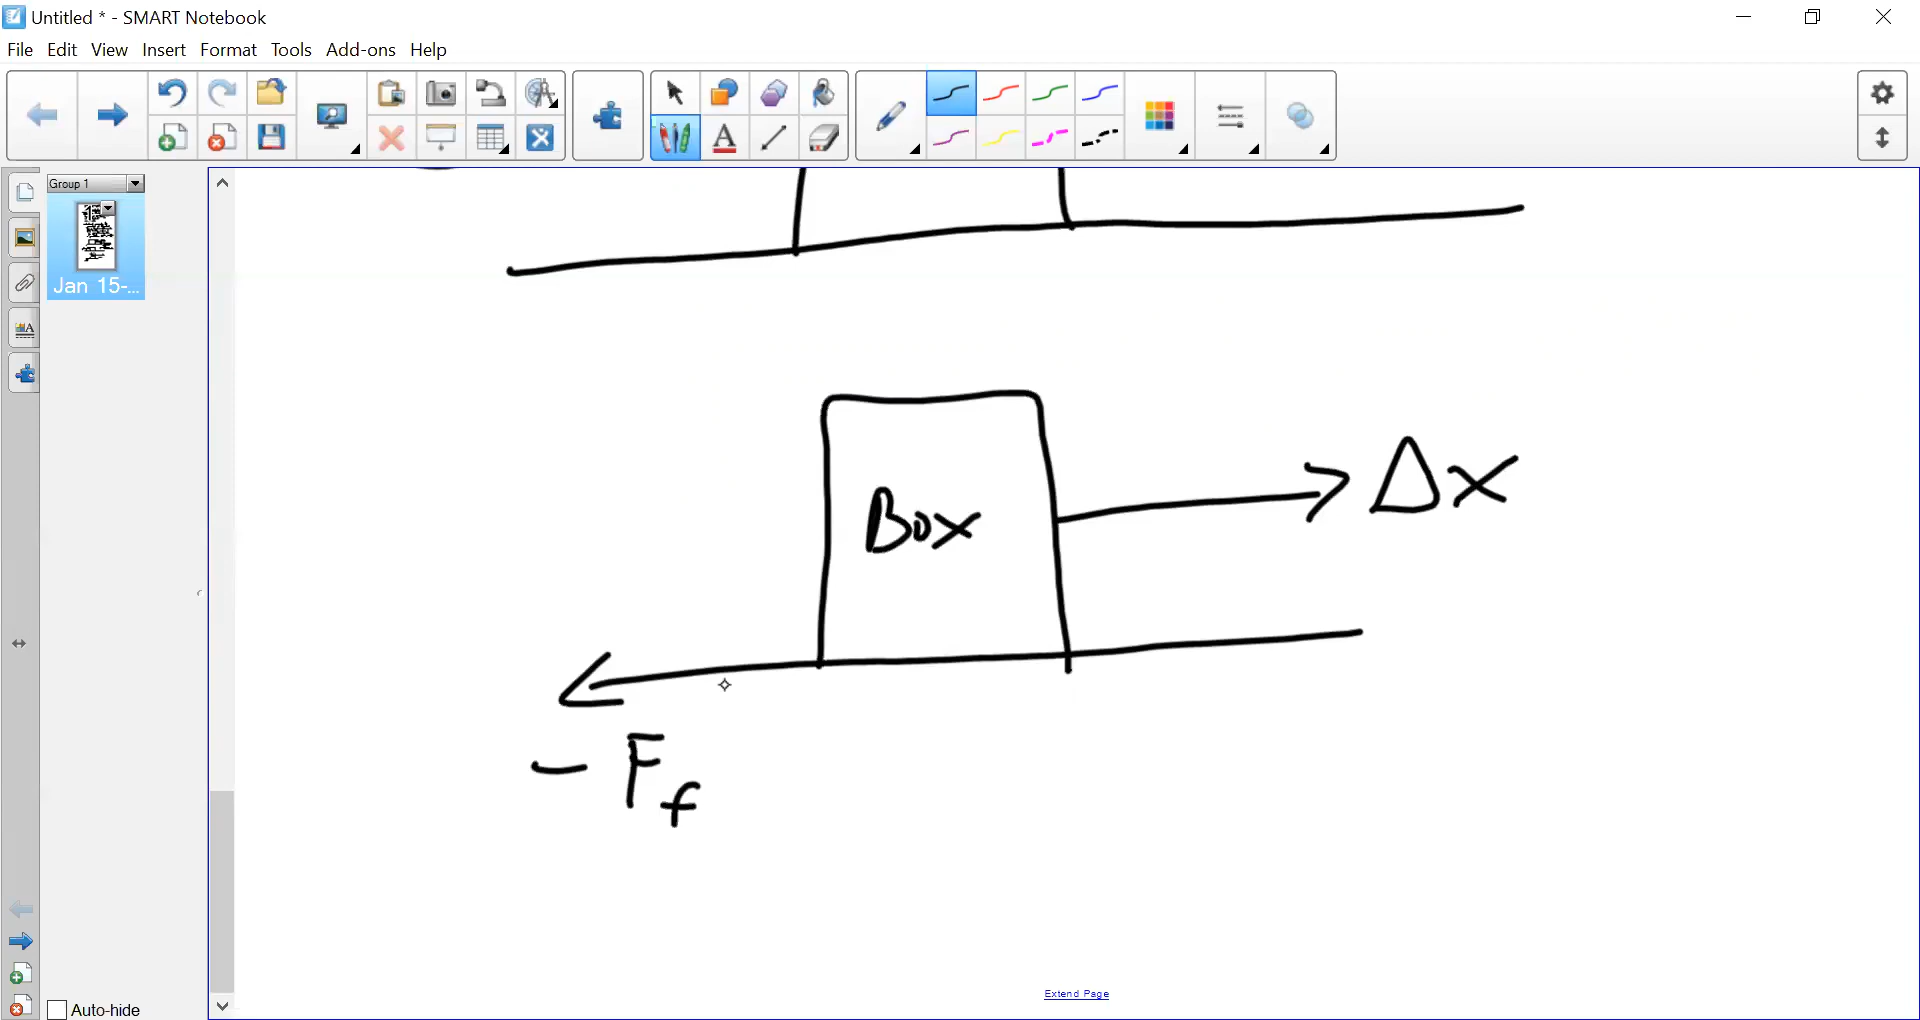 Untitled * - SMART Notebook
File Edit View Insert Format Tools Add-ons Help
Group 1
Jan 15-...
Box
Δx
- Ff
Extend Page
Auto-hide